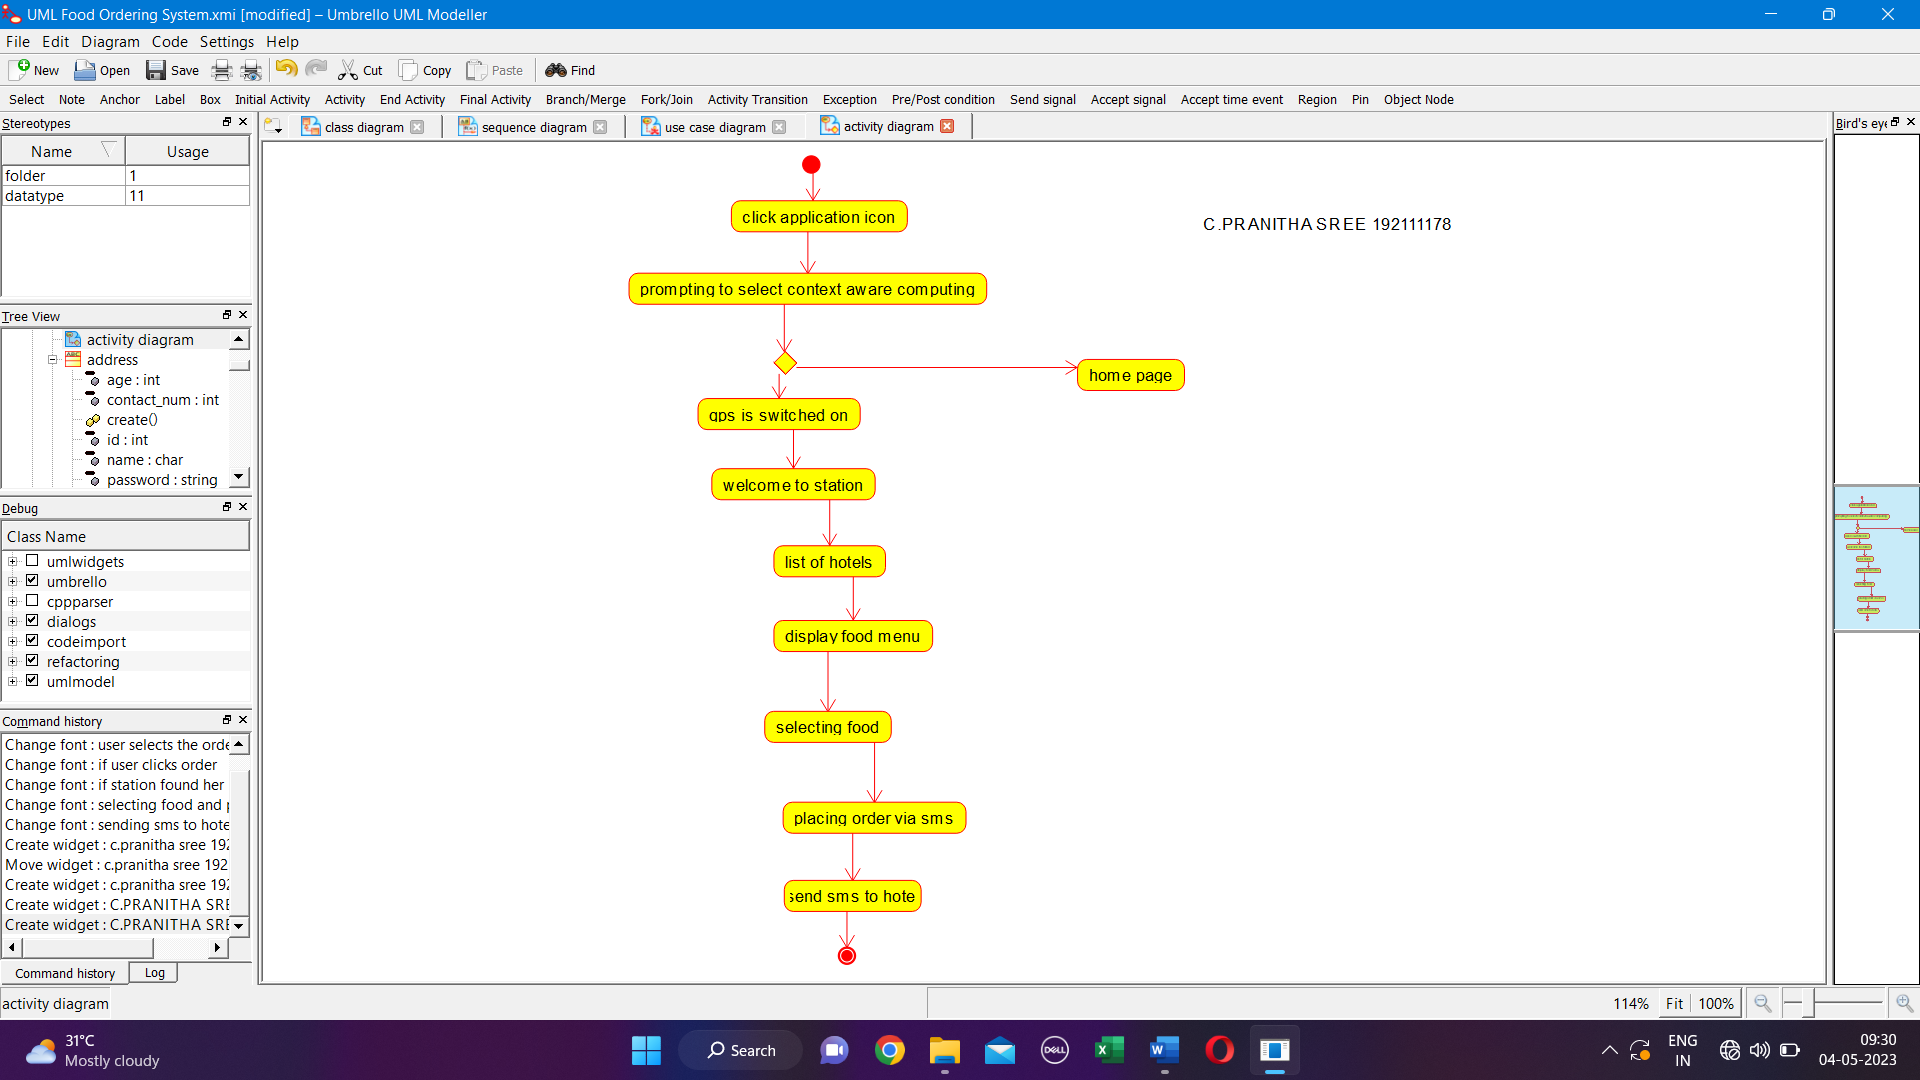 UML Food Ordering System.xmi [modified] – Umbrello UML Modeller
File Edit Diagram Code Settings Help
New Open Save Cut Copy Paste Find
Select Note Anchor Label Box Initial Activity Activity End Activity Final Activity Branch/Merge Fork/Join Activity Transition Exception Pre/Post condition Send signal Accept signal Accept time event Region Pin Object Node
Stereotypes
Name Usage
folder 1
datatype 11
Tree View
activity diagram
address
age : int
contact_num : int
create()
id : int
name : char
password : string
Debug
Class Name
umlwidgets
umbrello
cppparser
dialogs
codeimport
refactoring
umlmodel
Command history
Change font : user selects the orde
Change font : if user clicks order
Change font : if station found her
Change font : selecting food and p
Change font : sending sms to hote
Create widget : c.pranitha sree 192
Move widget : c.pranitha sree 192
Create widget : c.pranitha sree 192
Create widget : C.PRANITHA SRE
Create widget : C.PRANITHA SRE
Command history Log
class diagram sequence diagram use case diagram activity diagram
click application icon
C.PRANITHA SREE 192111178
prompting to select context aware computing
home page
gps is switched on
welcome to station
list of hotels
display food menu
selecting food
placing order via sms
send sms to hote
Bird's eye
activity diagram
114% Fit 100%
31°C
Mostly cloudy
Search
DELL
ENG
IN
09:30
04-05-2023